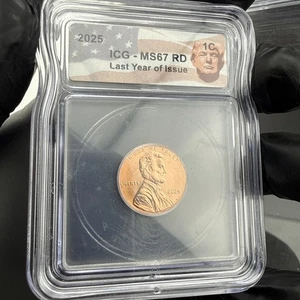 2025
1C
ICG - MS67 RD
Last Year of Issue